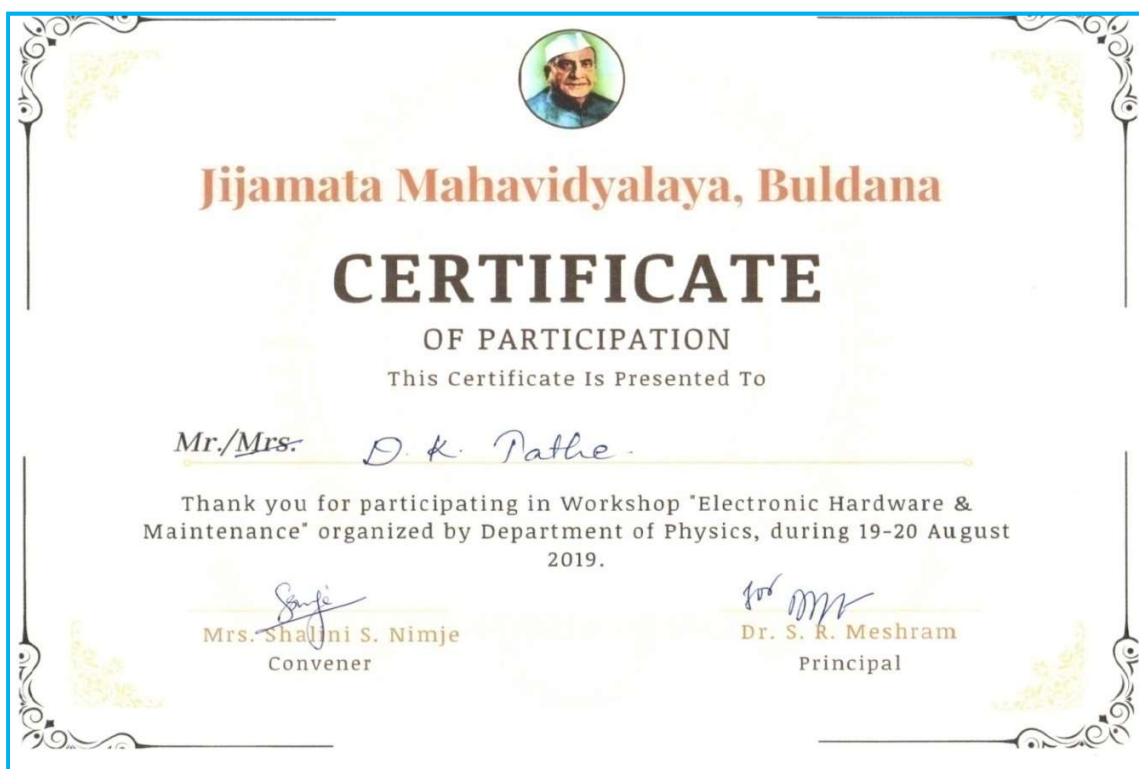 Jijamata Mahavidyalaya, Buldana
CERTIFICATE
OF PARTICIPATION
This Certificate Is Presented To
Mr./Mrs. D. K. Pathe.
Thank you for participating in Workshop "Electronic Hardware &
Maintenance" organized by Department of Physics, during 19-20 August
2019.
for
Mrs. Shalini S. Nimje
Dr. S. R. Meshram
Convener
Principal